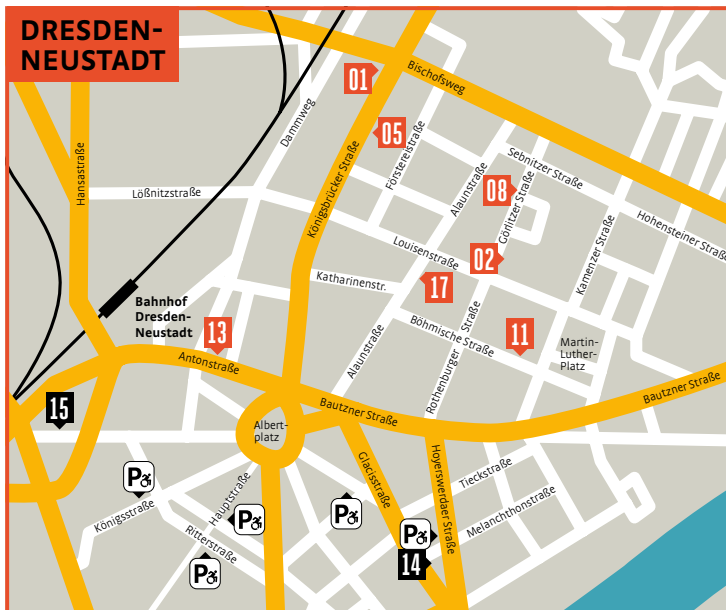 DRESDEN-
NEUSTADT
01
Bischofsweg
05
Dammweg
Förstereistraße
Königsbrücker Straße
Hansastraße
Alaunstraße
Sebnitzer Straße
08
Görlitzer Straße
Lößnitzstraße
Hohensteiner Straße
Kamenzer Straße
Louisenstraße
02
Katharinenstr.
17
Bahnhof
Dresden-
Neustadt
13
Antonstraße
Alaunstraße
Böhmische Straße
Rothenburger Straße
11
Martin-
Luther-
Platz
15
Bautzner Straße
Bautzner Straße
Albert-
platz
Glacisstraße
Hoyerswerdaer Straße
Tieckstraße
Melanchthonstraße
P
Königsstraße
Hauptstraße
P
Ritterstraße
P
P
P
14